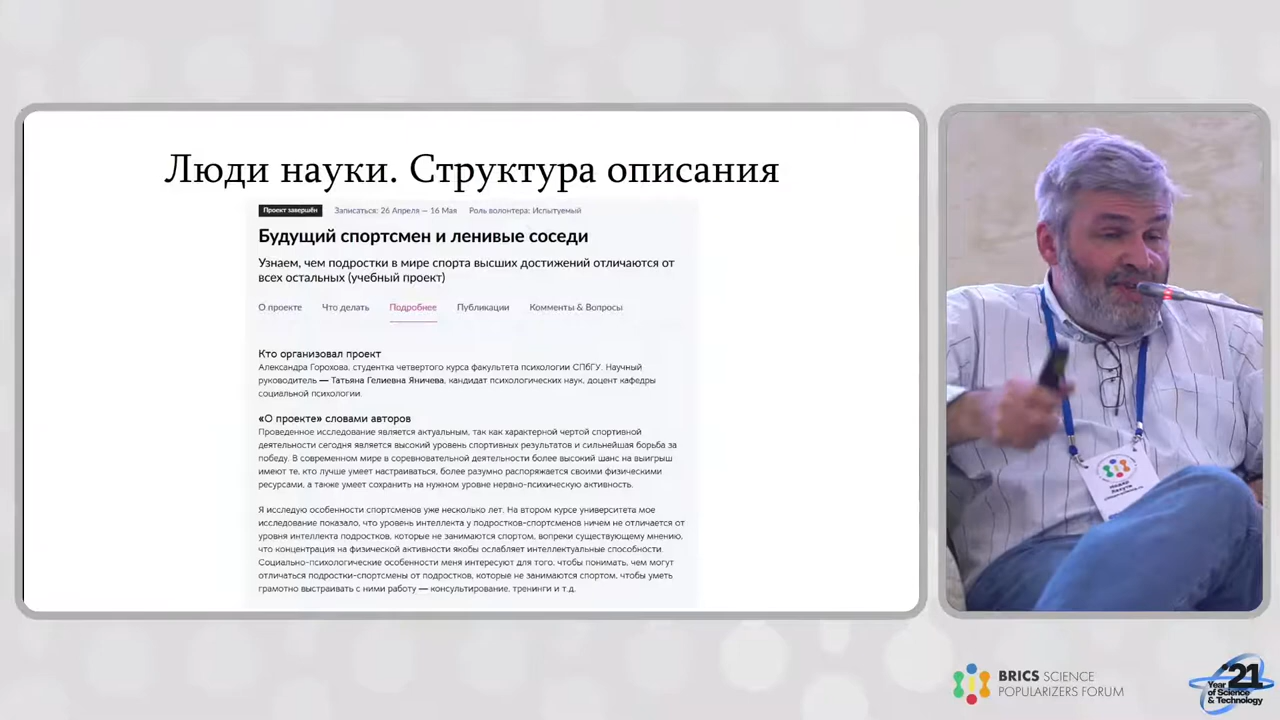 Люди науки. Структура описания
Проект завершён Записаться: 26 Апреля — 16 Мая Роль волонтера: Испытуемый
Будущий спортсмен и ленивые соседи
Узнаем, чем подростки в мире спорта высших достижений отличаются от
всех остальных (учебный проект)
О проекте Что делать Подробнее Публикации Комменты & Вопросы
Кто организовал проект
Александра Горохова, студентка четвертого курса факультета психологии СПбГУ. Научный
руководитель — Татьяна Гелиевна Яничева, кандидат психологических наук, доцент кафедры
социальной психологии.
«О проекте» словами авторов
Проведенное исследование является актуальным, так как характерной чертой спортивной
деятельности сегодня является высокий уровень спортивных результатов и сильнейшая борьба за
победу. В современном мире в соревновательной деятельности более высокий шанс на выигрыш
имеют те, кто лучше умеет настраиваться, более разумно распоряжается своими физическими
ресурсами, а также умеет сохранить на нужном уровне нервно-психическую активность.
Я исследую особенности спортсменов уже несколько лет. На втором курсе университета мое
исследование показало, что уровень интеллекта у подростков-спортсменов ничем не отличается от
уровня интеллекта подростков, которые не занимаются спортом, вопреки существующему мнению,
что концентрация на физической активности якобы ослабляет интеллектуальные способности.
Социально-психологические особенности меня интересуют для того, чтобы понимать, чем могут
отличаться подростки-спортсмены от подростков, которые не занимаются спортом, чтобы уметь
грамотно выстраивать с ними работу — консультирование, тренинги и т.д.
BRICS SCIENCE
POPULARIZERS FORUM
'21
Year
of Science
& Technology